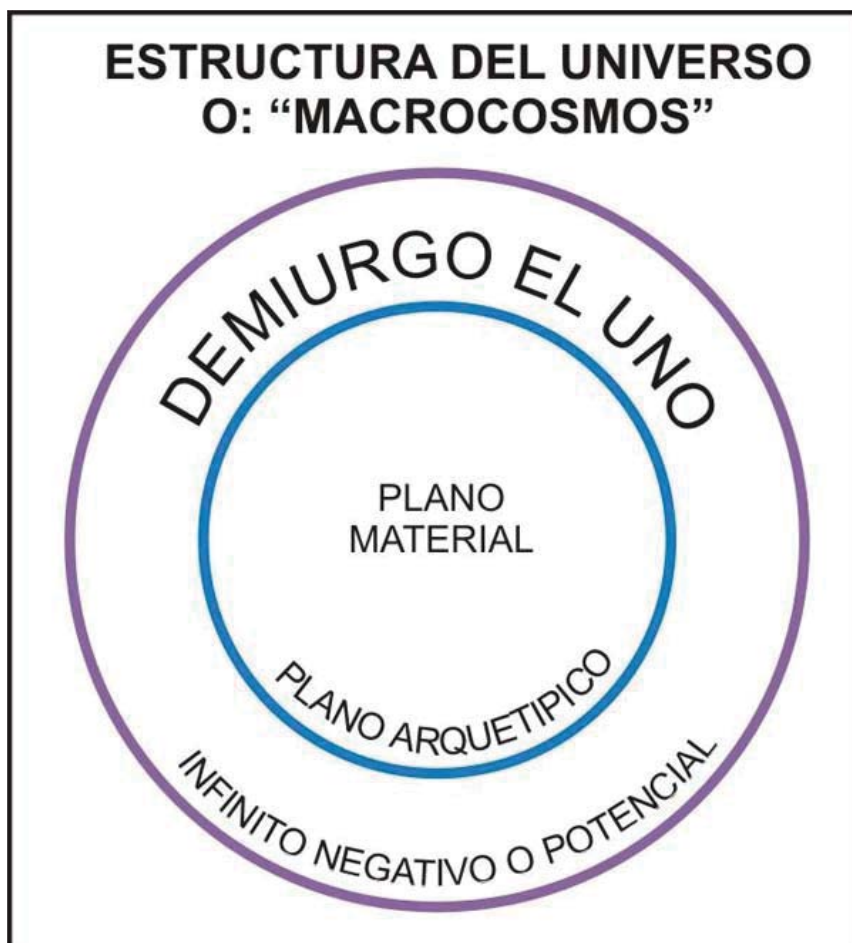 ESTRUCTURA DEL UNIVERSO
O: “MACROCOSMOS”
DEMIURGO EL UNO
PLANO
MATERIAL
PLANO ARQUETIPICO
INFINITO NEGATIVO O POTENCIAL